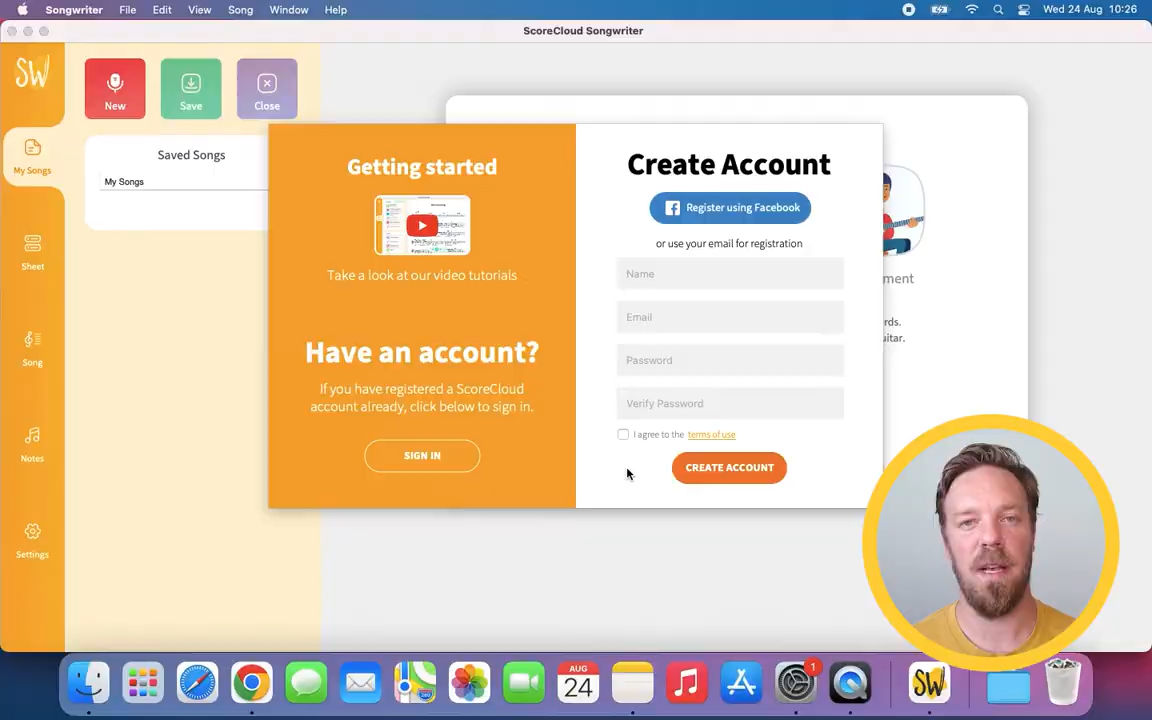 Songwriter File Edit View Song Window Help
Wed 24 Aug 10:26
ScoreCloud Songwriter
SW
New
Save
Close
My Songs
Sheet
Song
Notes
Settings
Saved Songs
My Songs
Getting started
Take a look at our video tutorials
Have an account?
If you have registered a ScoreCloud
account already, click below to sign in.
SIGN IN
Create Account
Register using Facebook
or use your email for registration
Name
Email
Password
Verify Password
I agree to the terms of use
CREATE ACCOUNT
ment
rds.
uitar.
AUG
24
1
SW